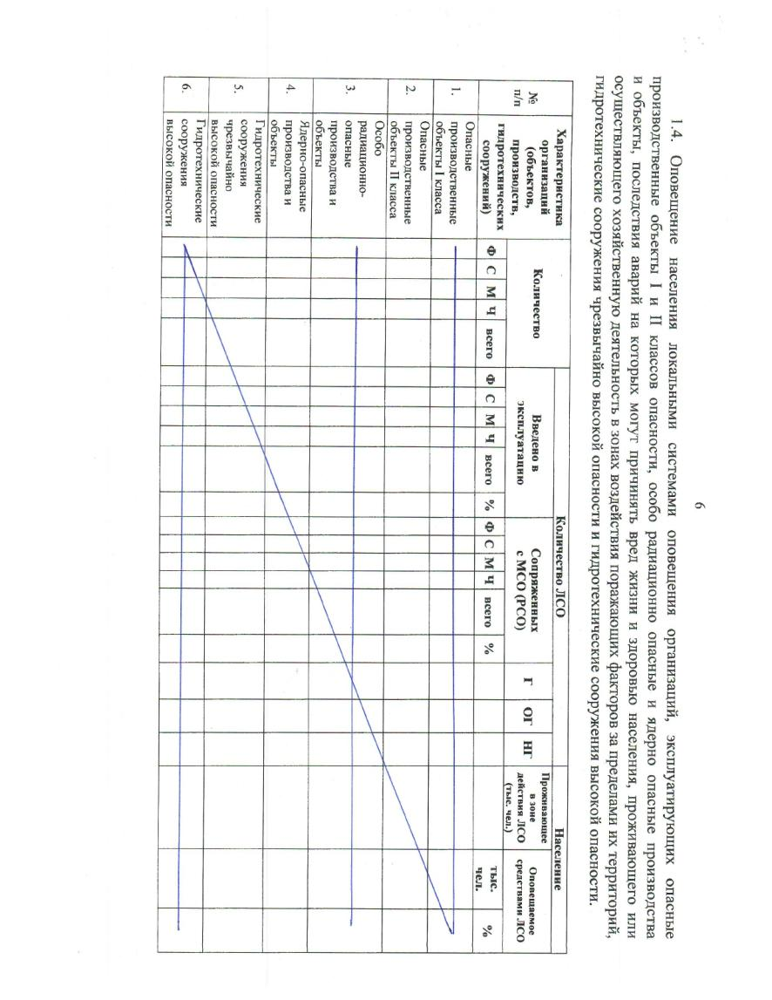 6
1.4. Оповещение населения локальными системами оповещения организаций, эксплуатирующих опасные
производственные объекты I и II классов опасности, особо радиационно опасные и ядерно опасные производства
и объекты, последствия аварий на которых могут причинять вред жизни и здоровью населения, проживающего или
осуществляющего хозяйственную деятельность в зонах воздействия поражающих факторов за пределами их территорий,
гидротехнические сооружения чрезвычайно высокой опасности и гидротехнические сооружения высокой опасности.
№
п/п
Характеристика
организаций
(объектов,
производств,
гидротехнических
сооружений)
Количество
Количество ЛСО
Население
Введено в
эксплуатацию
Сопряженных
с МСО (РСО)
Г
ОГ
НГ
Проживающее
в зоне
действия ЛСО
(тыс. чел.)
Оповещаемое
средствами ЛСО
Ф С М Ч всего Ф С М Ч всего % Ф С М Ч всего %
тыс.
чел.
%
1.
Опасные
производственные
объекты I класса
2.
Опасные
производственные
объекты II класса
3.
Особо
радиационно-
опасные
производства и
объекты
4.
Ядерно-опасные
производства и
объекты
5.
Гидротехнические
сооружения
чрезвычайно
высокой опасности
6.
Гидротехнические
сооружения
высокой опасности